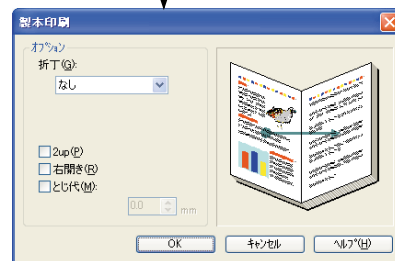 製本印刷
オプション
折丁(G):
なし
2up(P)
右開き(R)
とじ代(M):
0.0 mm
OK キャンセル ヘルプ(H)